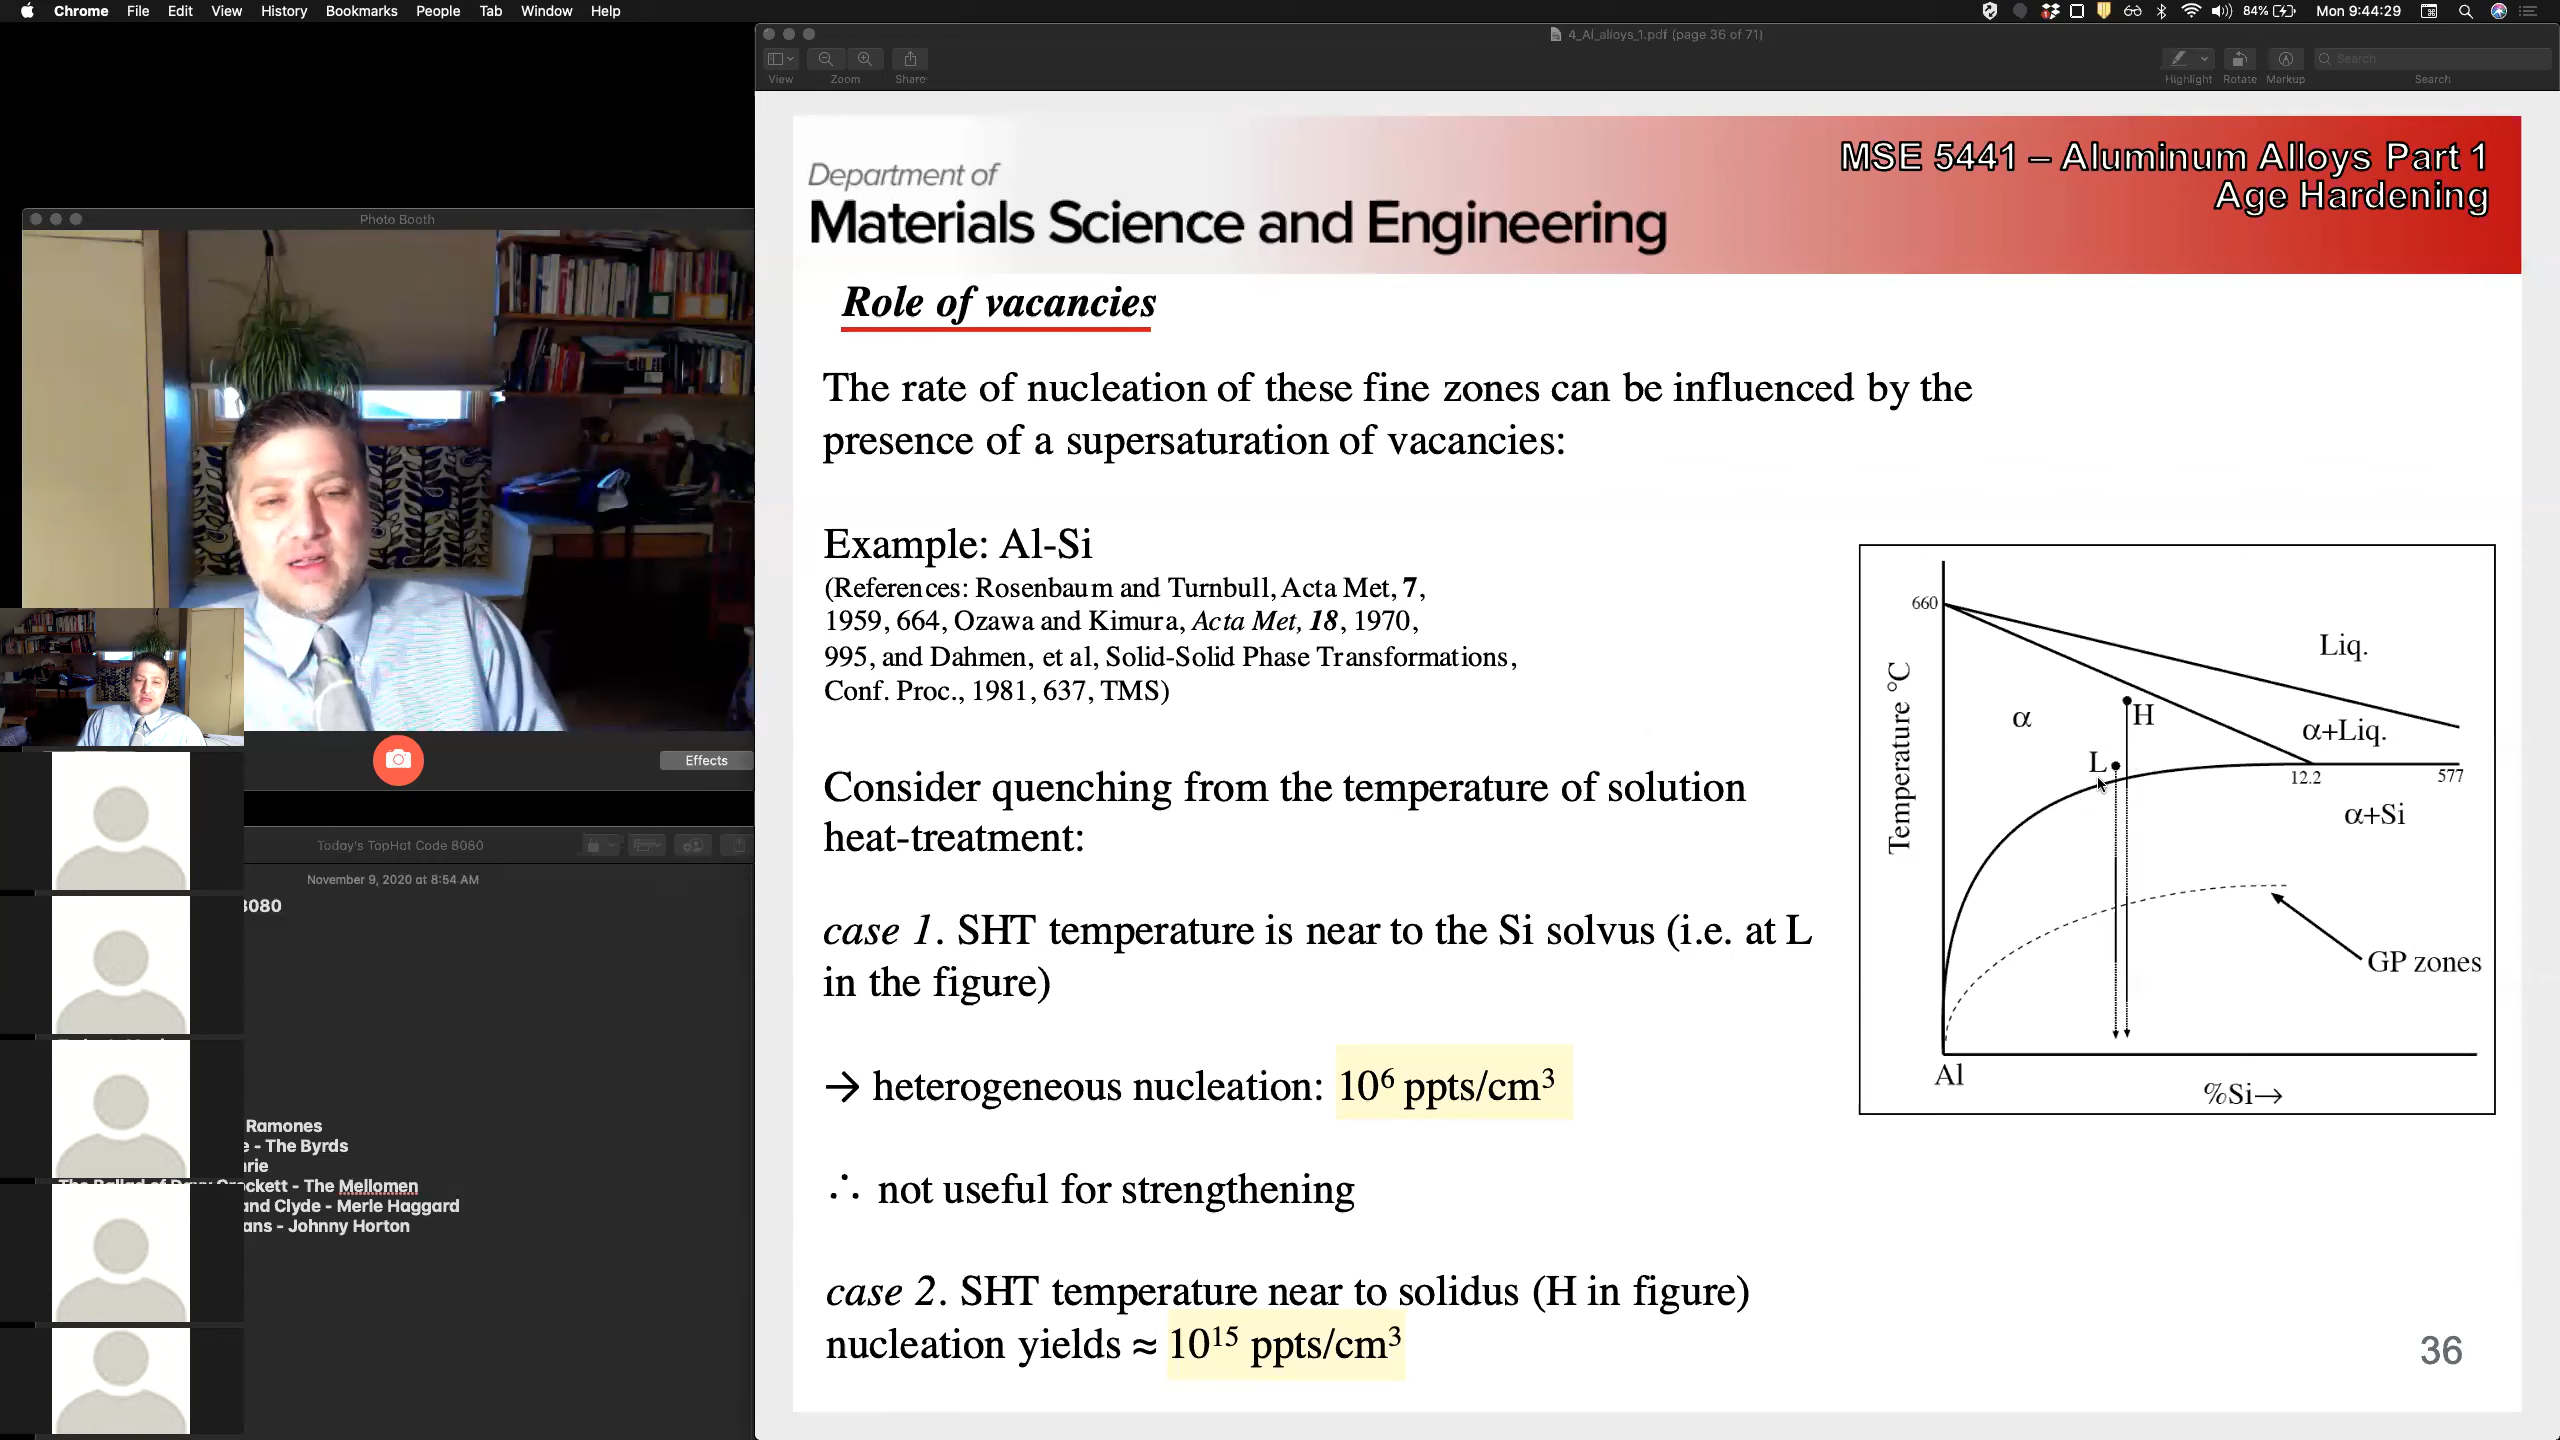 Chrome File Edit View History Bookmarks People Tab Window Help
84% Mon 9:44:29
4_Al_alloys_1.pdf (page 36 of 71)
View Zoom Share Highlight Rotate Markup Search
Search
Department of
Materials Science and Engineering
MSE 5441 – Aluminum Alloys Part 1
Age Hardening
Role of vacancies
The rate of nucleation of these fine zones can be influenced by the
presence of a supersaturation of vacancies:
Example: Al-Si
(References: Rosenbaum and Turnbull, Acta Met, 7,
1959, 664, Ozawa and Kimura, Acta Met, 18, 1970,
995, and Dahmen, et al, Solid-Solid Phase Transformations,
Conf. Proc., 1981, 637, TMS)
Consider quenching from the temperature of solution
heat-treatment:
case 1. SHT temperature is near to the Si solvus (i.e. at L
in the figure)
→ heterogeneous nucleation: 10⁶ ppts/cm³
∴ not useful for strengthening
case 2. SHT temperature near to solidus (H in figure)
nucleation yields ≈ 10¹⁵ ppts/cm³
660
Temperature °C
Liq.
α
H
α+Liq.
L
12.2
577
α+Si
GP zones
Al
%Si→
36
Photo Booth
Effects
Today's TopHat Code 8080
November 9, 2020 at 8:54 AM
8080
Ramones
e - The Byrds
hrie
ckett - The Mellomen
and Clyde - Merle Haggard
ans - Johnny Horton